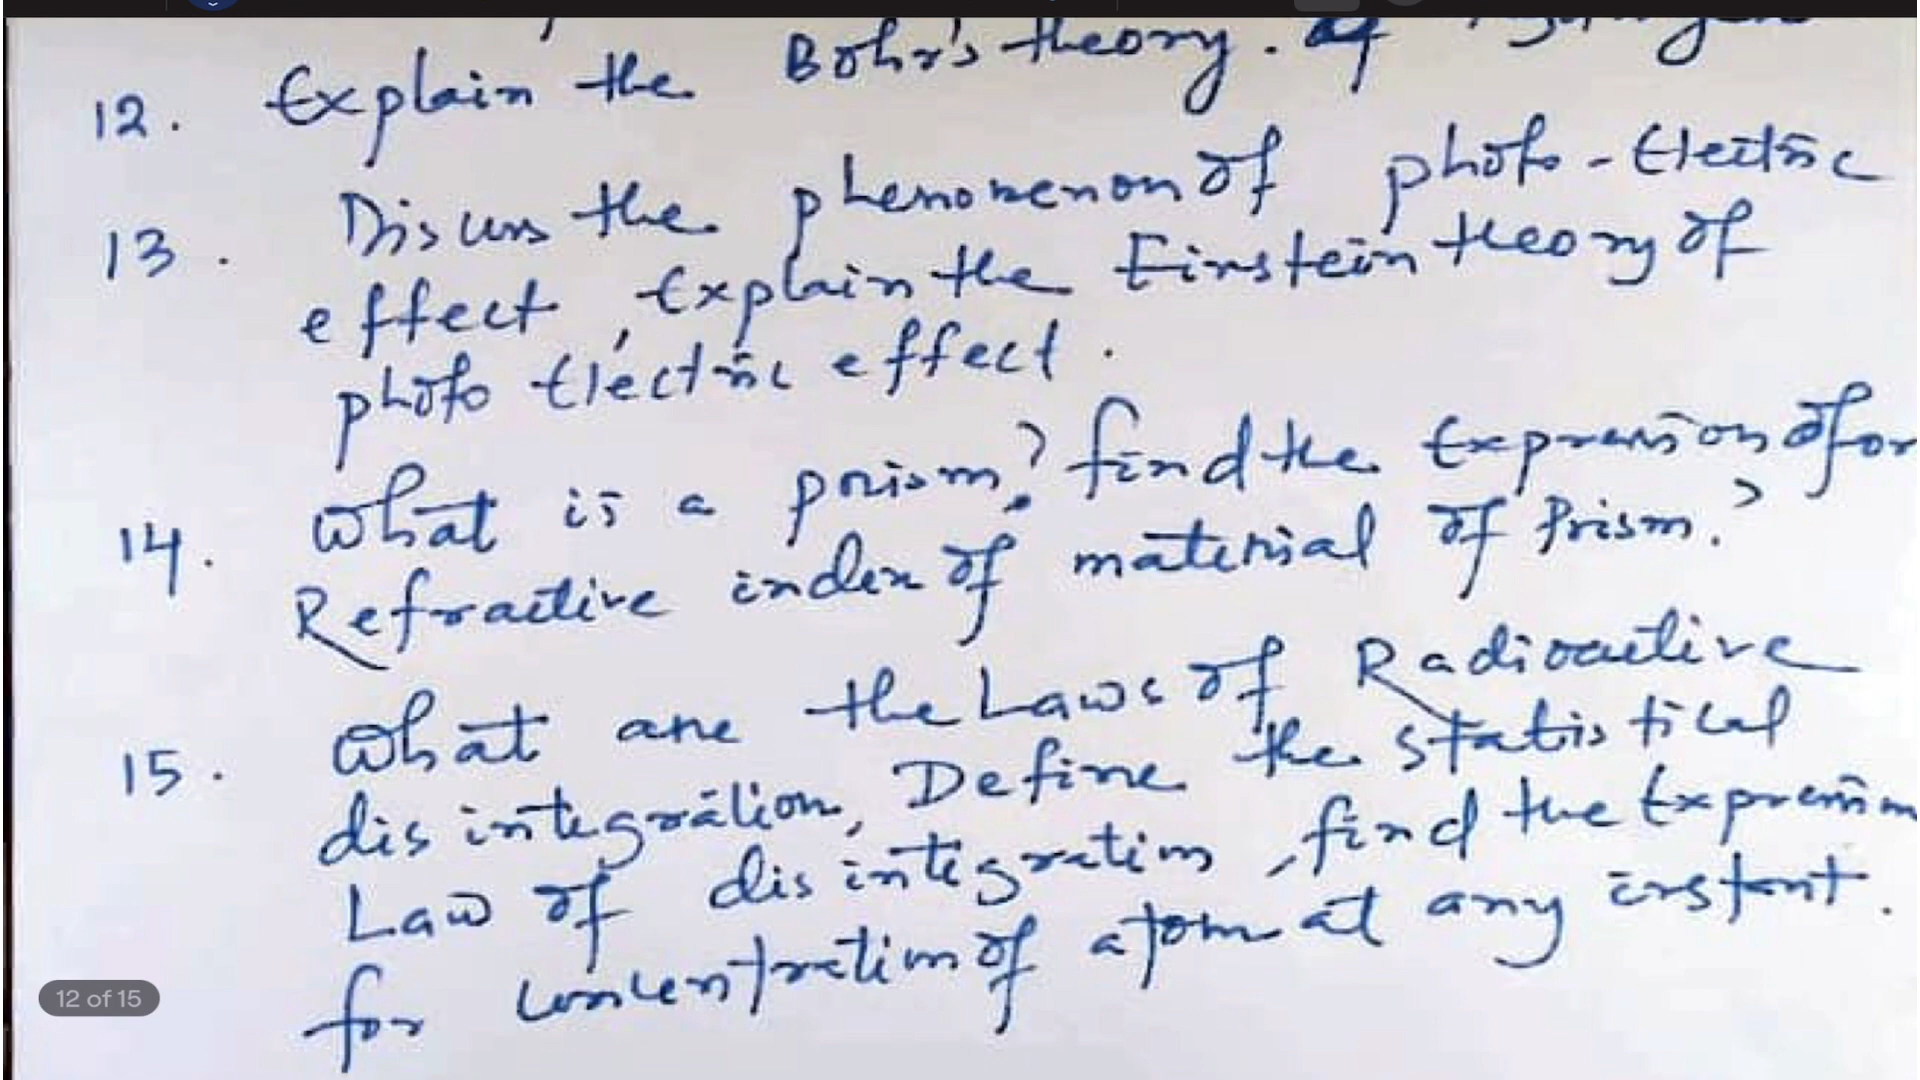 12. Explain the Bohr's theory. of
13. Discuss the phenomenon of photo-Electric
effect, Explain the Einstein theory of
photo Electric effect.
14. What is a prism? find the Expression for
Refractive index of material of Prism.?
15. What are the Laws of Radioactive
disintegration, Define the Statistical
Law of disintegration, find the Expression
for concentration of atom at any instant.
12 of 15